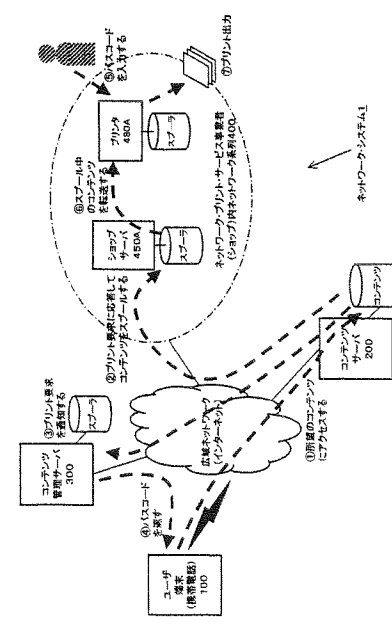 ⑤パスコード
を入力する
プリンタ
480A
スプーラ
⑦プリント出力
⑥スプール中
のコンテンツ
を転送する
ショップ
サーバ
450A
スプーラ
ネットワーク・プリント・サービス事業者
(ショップ)内ネットワーク系列400
ネットワーク・システム1
②プリント要求に応答して
コンテンツをスプールする
③プリント要求
を通知する
スプーラ
コンテンツ
管理サーバ
300
広域ネットワーク
(インターネット)
コンテンツ
コンテンツ
サーバ
200
①所望のコンテンツ
にアクセスする
④パスコード
を返す
ユーザ
端末
(携帯電話)
100